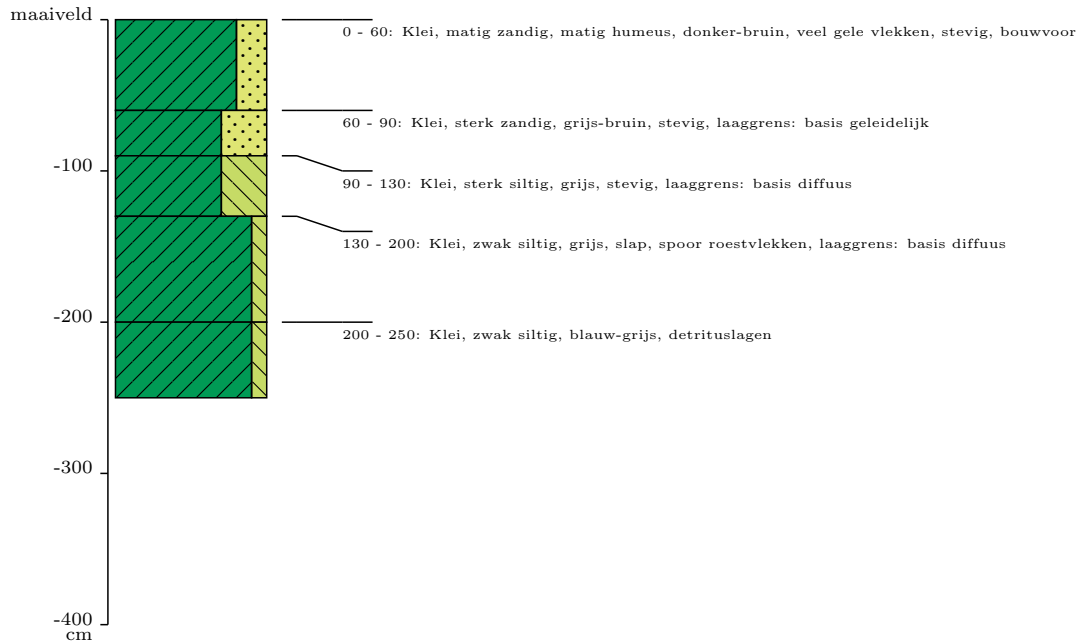 maaiveld
0 - 60: Klei, matig zandig, matig humeus, donker-bruin, veel gele vlekken, stevig, bouwvoor
60 - 90: Klei, sterk zandig, grijs-bruin, stevig, laaggrens: basis geleidelijk
-100
90 - 130: Klei, sterk siltig, grijs, stevig, laaggrens: basis diffuus
130 - 200: Klei, zwak siltig, grijs, slap, spoor roestvlekken, laaggrens: basis diffuus
-200
200 - 250: Klei, zwak siltig, blauw-grijs, detrituslagen
-300
-400
cm